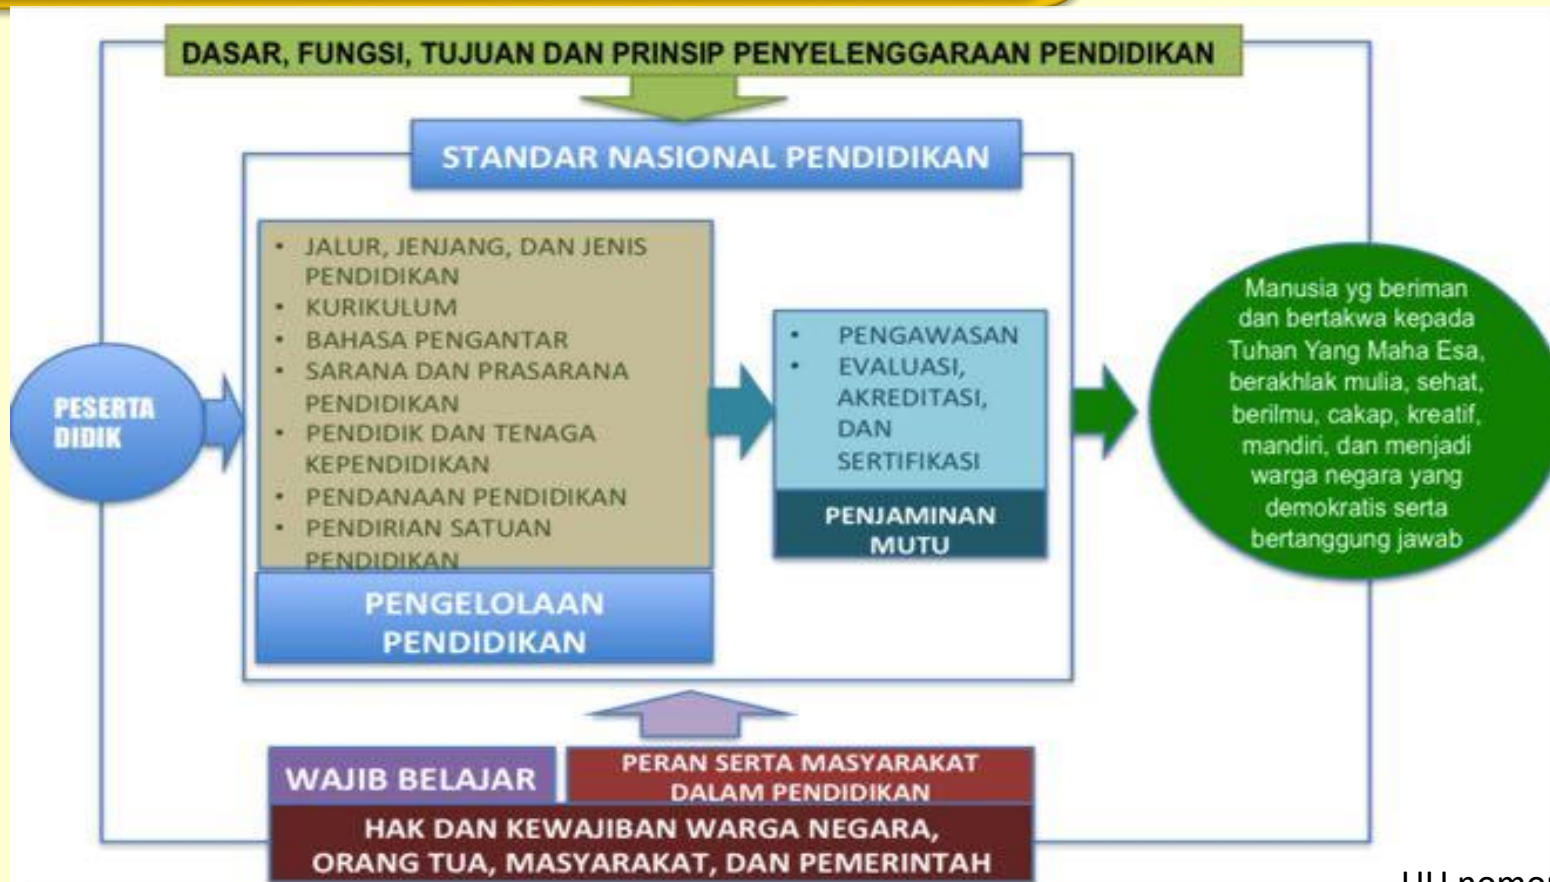 DASAR, FUNGSI, TUJUAN DAN PRINSIP PENYELENGGARAAN PENDIDIKAN
STANDAR NASIONAL PENDIDIKAN
PESERTA
DIDIK
• JALUR, JENJANG, DAN JENIS
PENDIDIKAN
• KURIKULUM
• BAHASA PENGANTAR
• SARANA DAN PRASARANA
PENDIDIKAN
• PENDIDIK DAN TENAGA
KEPENDIDIKAN
• PENDANAAN PENDIDIKAN
• PENDIRIAN SATUAN
PENDIDIKAN
PENGELOLAAN
PENDIDIKAN
• PENGAWASAN
• EVALUASI,
AKREDITASI,
DAN
SERTIFIKASI
PENJAMINAN
MUTU
Manusia yg beriman
dan bertakwa kepada
Tuhan Yang Maha Esa,
berakhlak mulia, sehat,
berilmu, cakap, kreatif,
mandiri, dan menjadi
warga negara yang
demokratis serta
bertanggung jawab
WAJIB BELAJAR
PERAN SERTA MASYARAKAT
DALAM PENDIDIKAN
HAK DAN KEWAJIBAN WARGA NEGARA,
ORANG TUA, MASYARAKAT, DAN PEMERINTAH